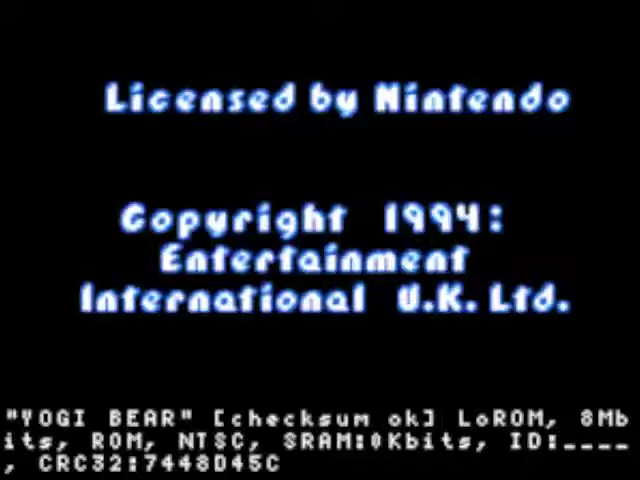 Licensed by Nintendo
Copyright 1994:
Entertainment
International U.K. Ltd.
"YOGI BEAR" [checksum ok] LoROM, 8Mb
its, ROM, NTSC, SRAM:0Kbits, ID:____
, CRC32:7448D45C